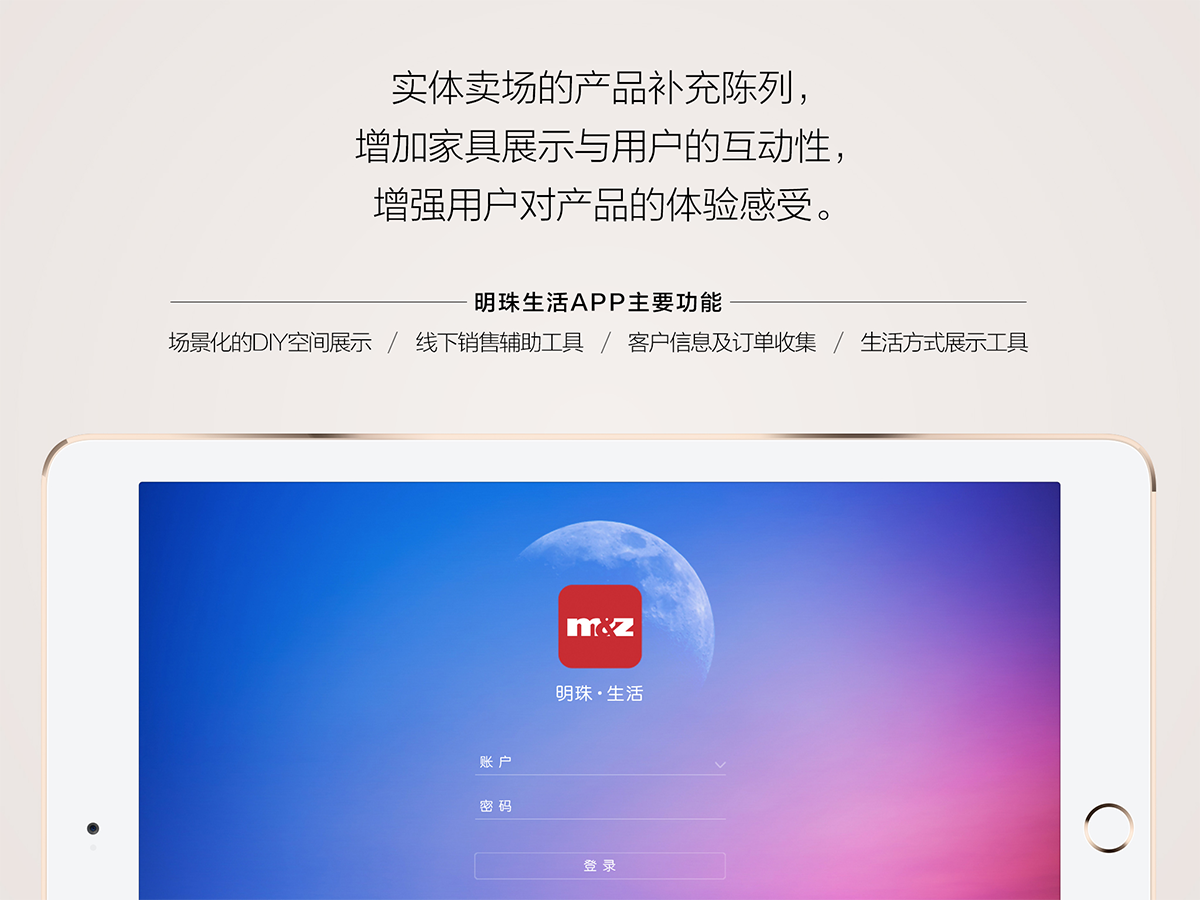 实体卖场的产品补充陈列，
增加家具展示与用户的互动性，
增强用户对产品的体验感受。
明珠生活APP主要功能
场景化的DIY空间展示 / 线下销售辅助工具 / 客户信息及订单收集 / 生活方式展示工具
m&z
明珠·生活
账户
密码
登录